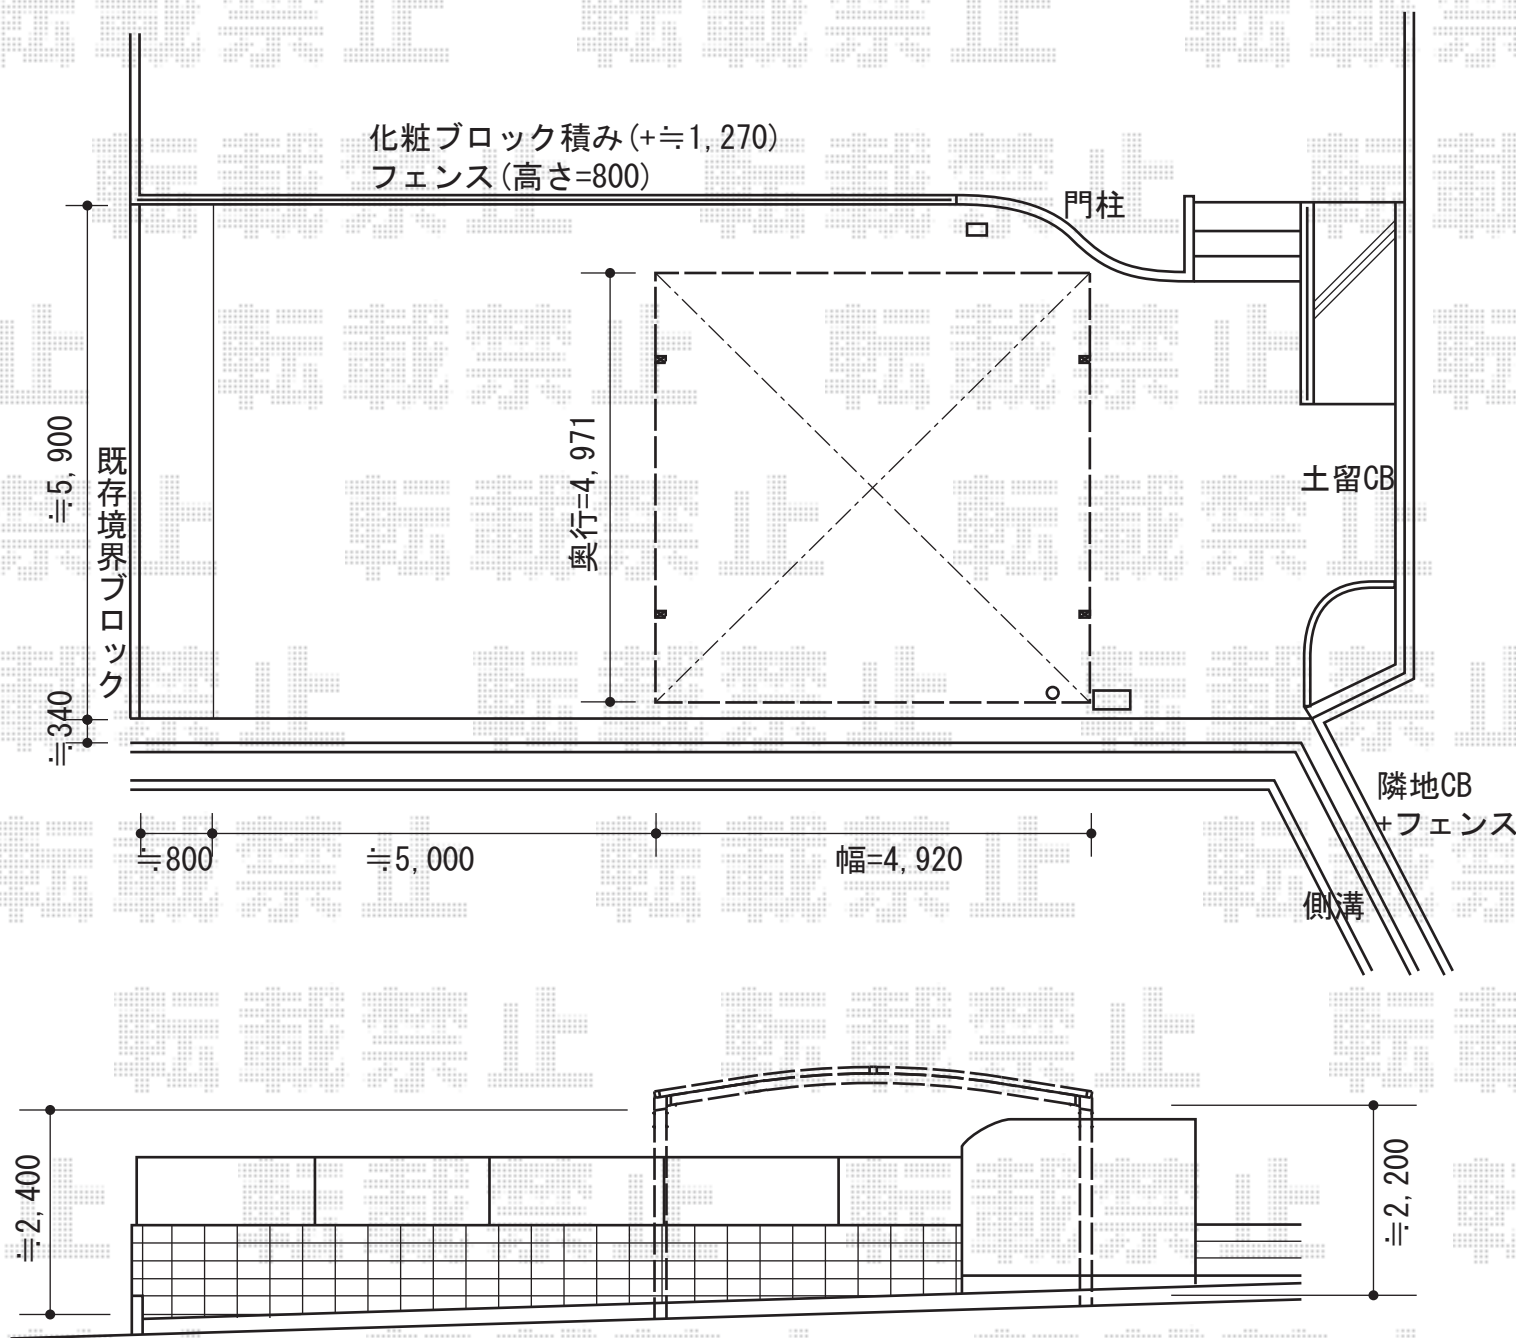 化粧ブロック積み(+≒1,270)
フェンス(高さ=800)
門柱
≒5,900
既存境界ブロック
奥行=4,971
土留CB
≒340
隣地CB
+フェンス
≒800
≒5,000
幅=4,920
側溝
≒2,400
≒2,200
転載禁止